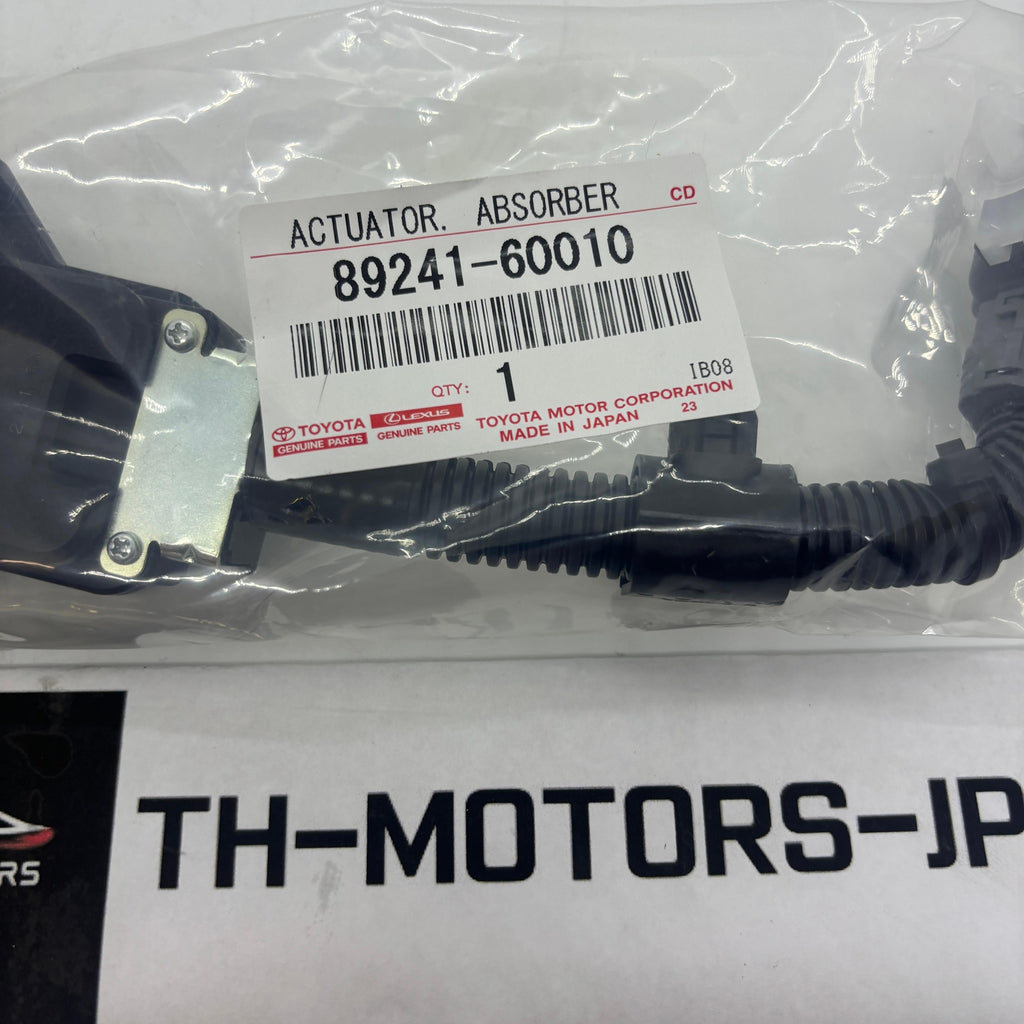 ACTUATOR. ABSORBER CD
89241-60010
QTY: 1 IB08
TOYOTA LEXUS TOYOTA MOTOR CORPORATION
GENUINE PARTS GENUINE PARTS MADE IN JAPAN 23
TH-MOTORS-JP
RS